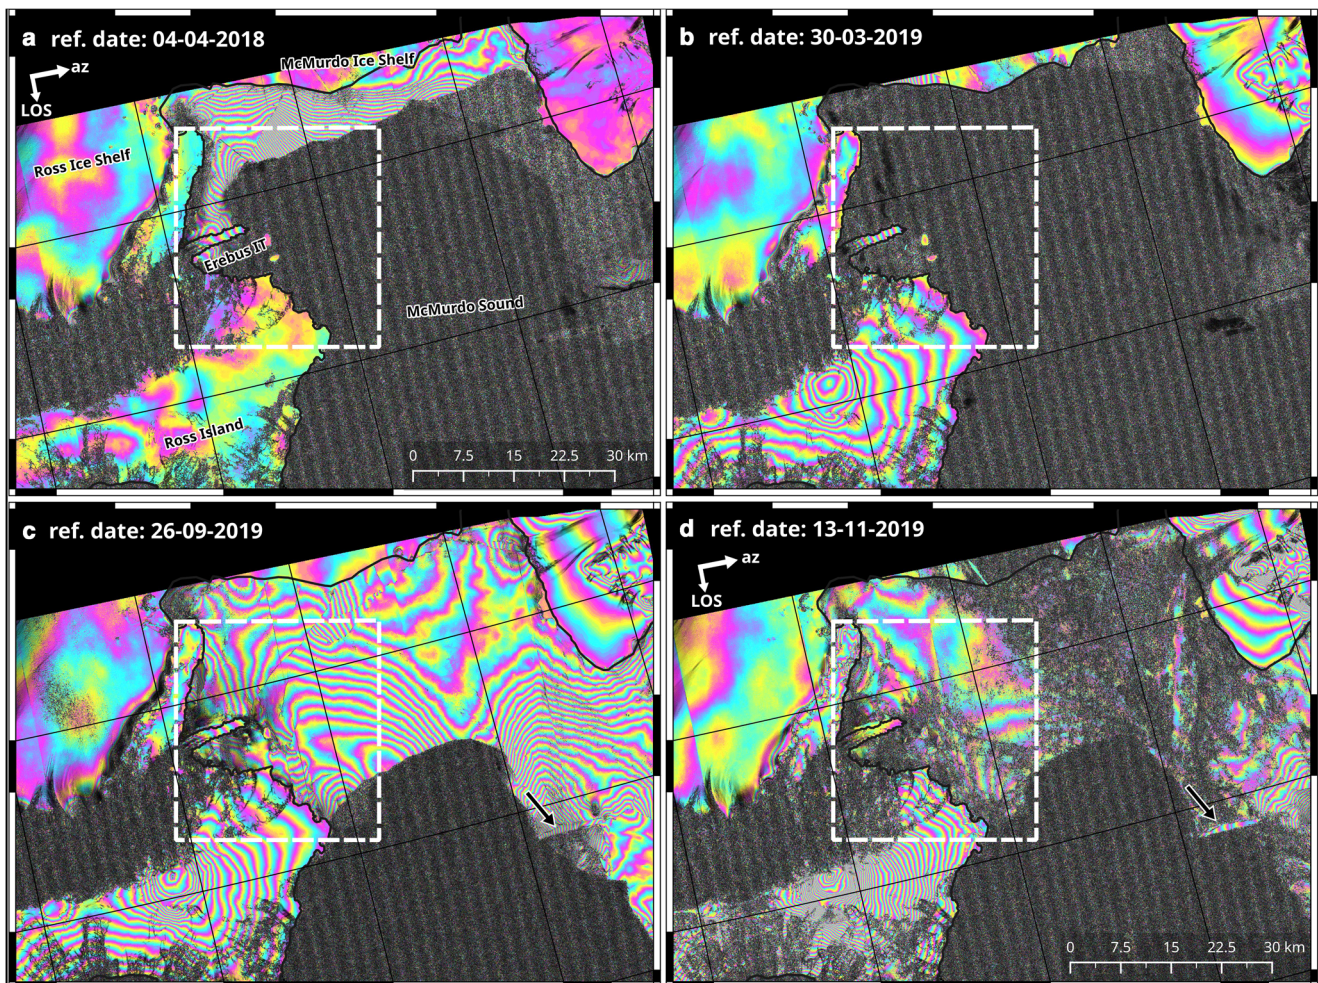 a ref. date: 04-04-2018
az
LOS
McMurdo Ice Shelf
Ross Ice Shelf
Erebus IT
McMurdo Sound
Ross Island
0 7.5 15 22.5 30 km
b ref. date: 30-03-2019
c ref. date: 26-09-2019
d ref. date: 13-11-2019
az
LOS
0 7.5 15 22.5 30 km